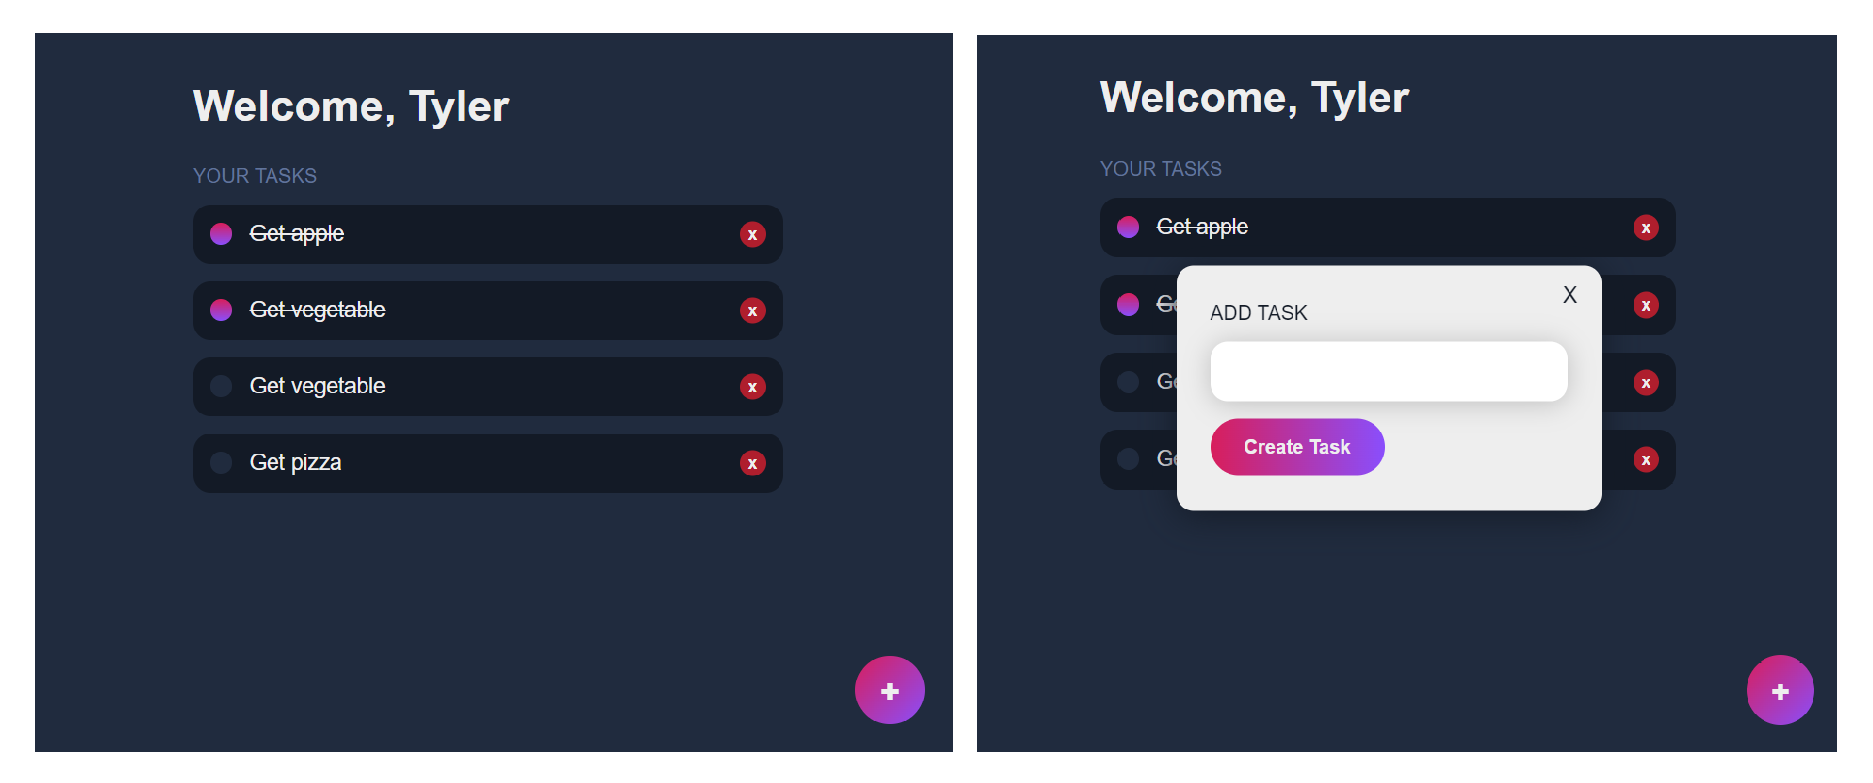 Welcome, Tyler
YOUR TASKS
Get apple x
Get vegetable x
Get vegetable x
Get pizza x
+
Welcome, Tyler
YOUR TASKS
Get apple x
X
ADD TASK
Ge x
Ge x
Create Task
Ge x
+